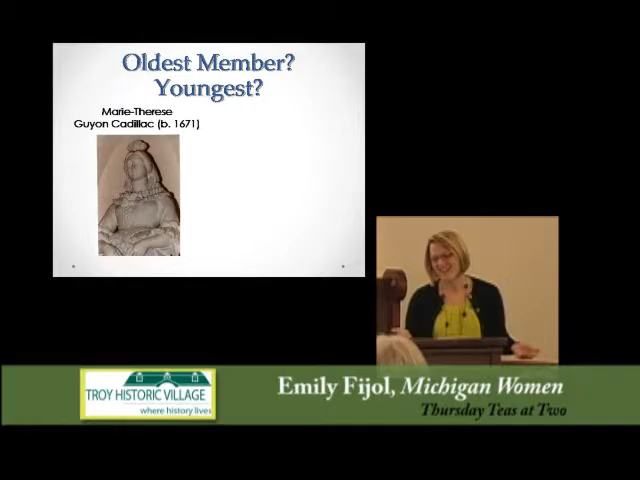 Oldest Member?
Youngest?
Marie-Therese
Guyon Cadillac (b. 1671)
TROY HISTORIC VILLAGE
where history lives
Emily Fijol, Michigan Women
Thursday Teas at Two